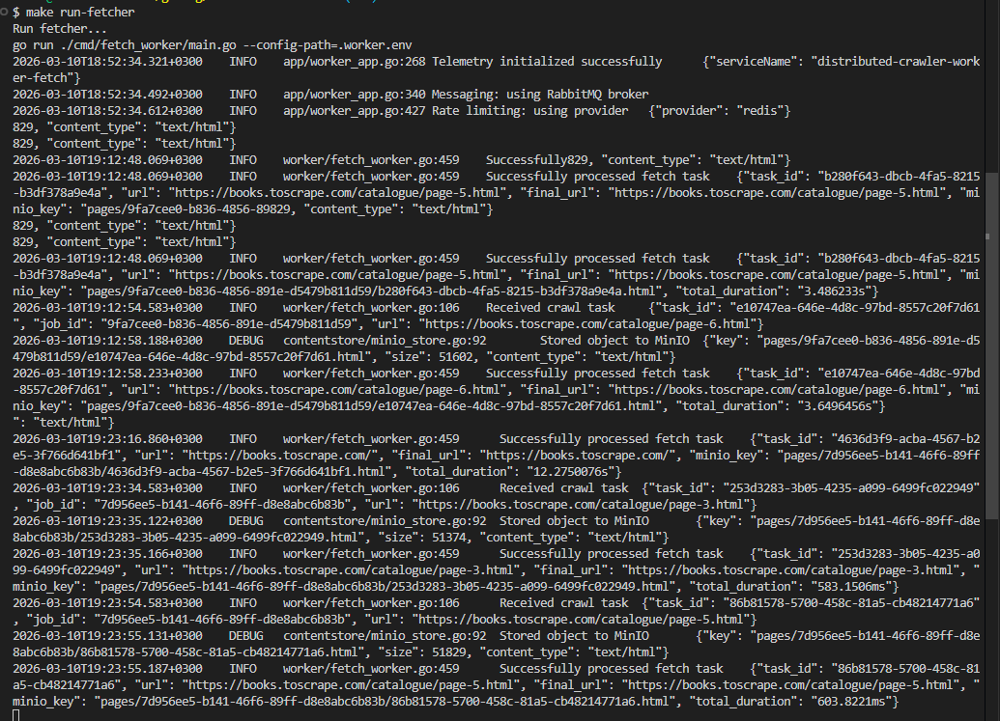 $ make run-fetcher
Run fetcher...
go run ./cmd/fetch_worker/main.go --config-path=.worker.env
2026-03-10T18:52:34.321+0300 INFO app/worker_app.go:268 Telemetry initialized successfully {"serviceName": "distributed-crawler-work
er-fetch"}
2026-03-10T18:52:34.492+0300 INFO app/worker_app.go:340 Messaging: using RabbitMQ broker
2026-03-10T18:52:34.612+0300 INFO app/worker_app.go:427 Rate limiting: using provider {"provider": "redis"}
829, "content_type": "text/html"}
829, "content_type": "text/html"}
2026-03-10T19:12:48.069+0300 INFO worker/fetch_worker.go:459 Successfully829, "content_type": "text/html"}
2026-03-10T19:12:48.069+0300 INFO worker/fetch_worker.go:459 Successfully processed fetch task {"task_id": "b280f643-dbcb-4fa5-8215
-b3df378a9e4a", "url": "https://books.toscrape.com/catalogue/page-5.html", "final_url": "https://books.toscrape.com/catalogue/page-5.html", "mi
nio_key": "pages/9fa7cee0-b836-4856-89829, "content_type": "text/html"}
829, "content_type": "text/html"}
829, "content_type": "text/html"}
2026-03-10T19:12:48.069+0300 INFO worker/fetch_worker.go:459 Successfully processed fetch task {"task_id": "b280f643-dbcb-4fa5-8215
-b3df378a9e4a", "url": "https://books.toscrape.com/catalogue/page-5.html", "final_url": "https://books.toscrape.com/catalogue/page-5.html", "mi
nio_key": "pages/9fa7cee0-b836-4856-891e-d5479b811d59/b280f643-dbcb-4fa5-8215-b3df378a9e4a.html", "total_duration": "3.486233s"}
2026-03-10T19:12:54.583+0300 INFO worker/fetch_worker.go:106 Received crawl task {"task_id": "e10747ea-646e-4d8c-97bd-8557c20f7d61
", "job_id": "9fa7cee0-b836-4856-891e-d5479b811d59", "url": "https://books.toscrape.com/catalogue/page-6.html"}
2026-03-10T19:12:58.188+0300 DEBUG contentstore/minio_store.go:92 Stored object to MinIO {"key": "pages/9fa7cee0-b836-4856-891e-d5
479b811d59/e10747ea-646e-4d8c-97bd-8557c20f7d61.html", "size": 51602, "content_type": "text/html"}
2026-03-10T19:12:58.233+0300 INFO worker/fetch_worker.go:459 Successfully processed fetch task {"task_id": "e10747ea-646e-4d8c-97bd
-8557c20f7d61", "url": "https://books.toscrape.com/catalogue/page-6.html", "final_url": "https://books.toscrape.com/catalogue/page-6.html", "mi
nio_key": "pages/9fa7cee0-b836-4856-891e-d5479b811d59/e10747ea-646e-4d8c-97bd-8557c20f7d61.html", "total_duration": "3.6496456s"}
": "text/html"}
2026-03-10T19:23:16.860+0300 INFO worker/fetch_worker.go:459 Successfully processed fetch task {"task_id": "4636d3f9-acba-4567-b2
e5-3f766d641bf1", "url": "https://books.toscrape.com/", "final_url": "https://books.toscrape.com/", "minio_key": "pages/7d956ee5-b141-46f6-89ff
-d8e8abc6b83b/4636d3f9-acba-4567-b2e5-3f766d641bf1.html", "total_duration": "12.2750076s"}
2026-03-10T19:23:34.583+0300 INFO worker/fetch_worker.go:106 Received crawl task {"task_id": "253d3283-3b05-4235-a099-6499fc022949"
, "job_id": "7d956ee5-b141-46f6-89ff-d8e8abc6b83b", "url": "https://books.toscrape.com/catalogue/page-3.html"}
2026-03-10T19:23:35.122+0300 DEBUG contentstore/minio_store.go:92 Stored object to MinIO {"key": "pages/7d956ee5-b141-46f6-89ff-d8e
8abc6b83b/253d3283-3b05-4235-a099-6499fc022949.html", "size": 51374, "content_type": "text/html"}
2026-03-10T19:23:35.166+0300 INFO worker/fetch_worker.go:459 Successfully processed fetch task {"task_id": "253d3283-3b05-4235-a0
99-6499fc022949", "url": "https://books.toscrape.com/catalogue/page-3.html", "final_url": "https://books.toscrape.com/catalogue/page-3.html", "
minio_key": "pages/7d956ee5-b141-46f6-89ff-d8e8abc6b83b/253d3283-3b05-4235-a099-6499fc022949.html", "total_duration": "583.1506ms"}
2026-03-10T19:23:54.583+0300 INFO worker/fetch_worker.go:106 Received crawl task {"task_id": "86b81578-5700-458c-81a5-cb48214771a6"
, "job_id": "7d956ee5-b141-46f6-89ff-d8e8abc6b83b", "url": "https://books.toscrape.com/catalogue/page-5.html"}
2026-03-10T19:23:55.131+0300 DEBUG contentstore/minio_store.go:92 Stored object to MinIO {"key": "pages/7d956ee5-b141-46f6-89ff-d8e
8abc6b83b/86b81578-5700-458c-81a5-cb48214771a6.html", "size": 51829, "content_type": "text/html"}
2026-03-10T19:23:55.187+0300 INFO worker/fetch_worker.go:459 Successfully processed fetch task {"task_id": "86b81578-5700-458c-81
a5-cb48214771a6", "url": "https://books.toscrape.com/catalogue/page-5.html", "final_url": "https://books.toscrape.com/catalogue/page-5.html", "
minio_key": "pages/7d956ee5-b141-46f6-89ff-d8e8abc6b83b/86b81578-5700-458c-81a5-cb48214771a6.html", "total_duration": "603.8221ms"}